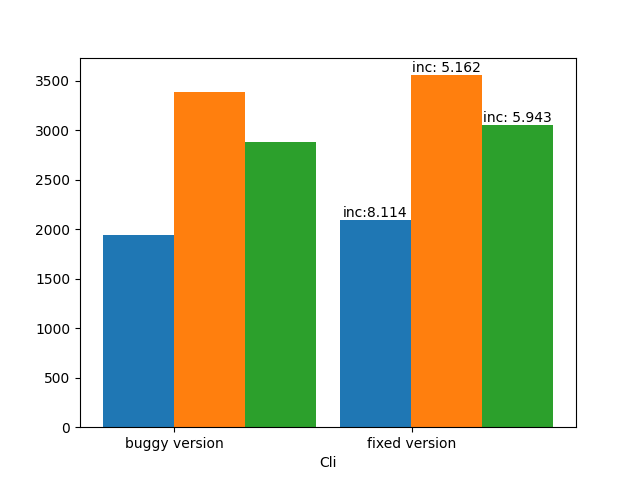 3500
3000
2500
2000
1500
1000
500
0
inc:8.114
inc: 5.162
inc: 5.943
buggy version
fixed version
Cli